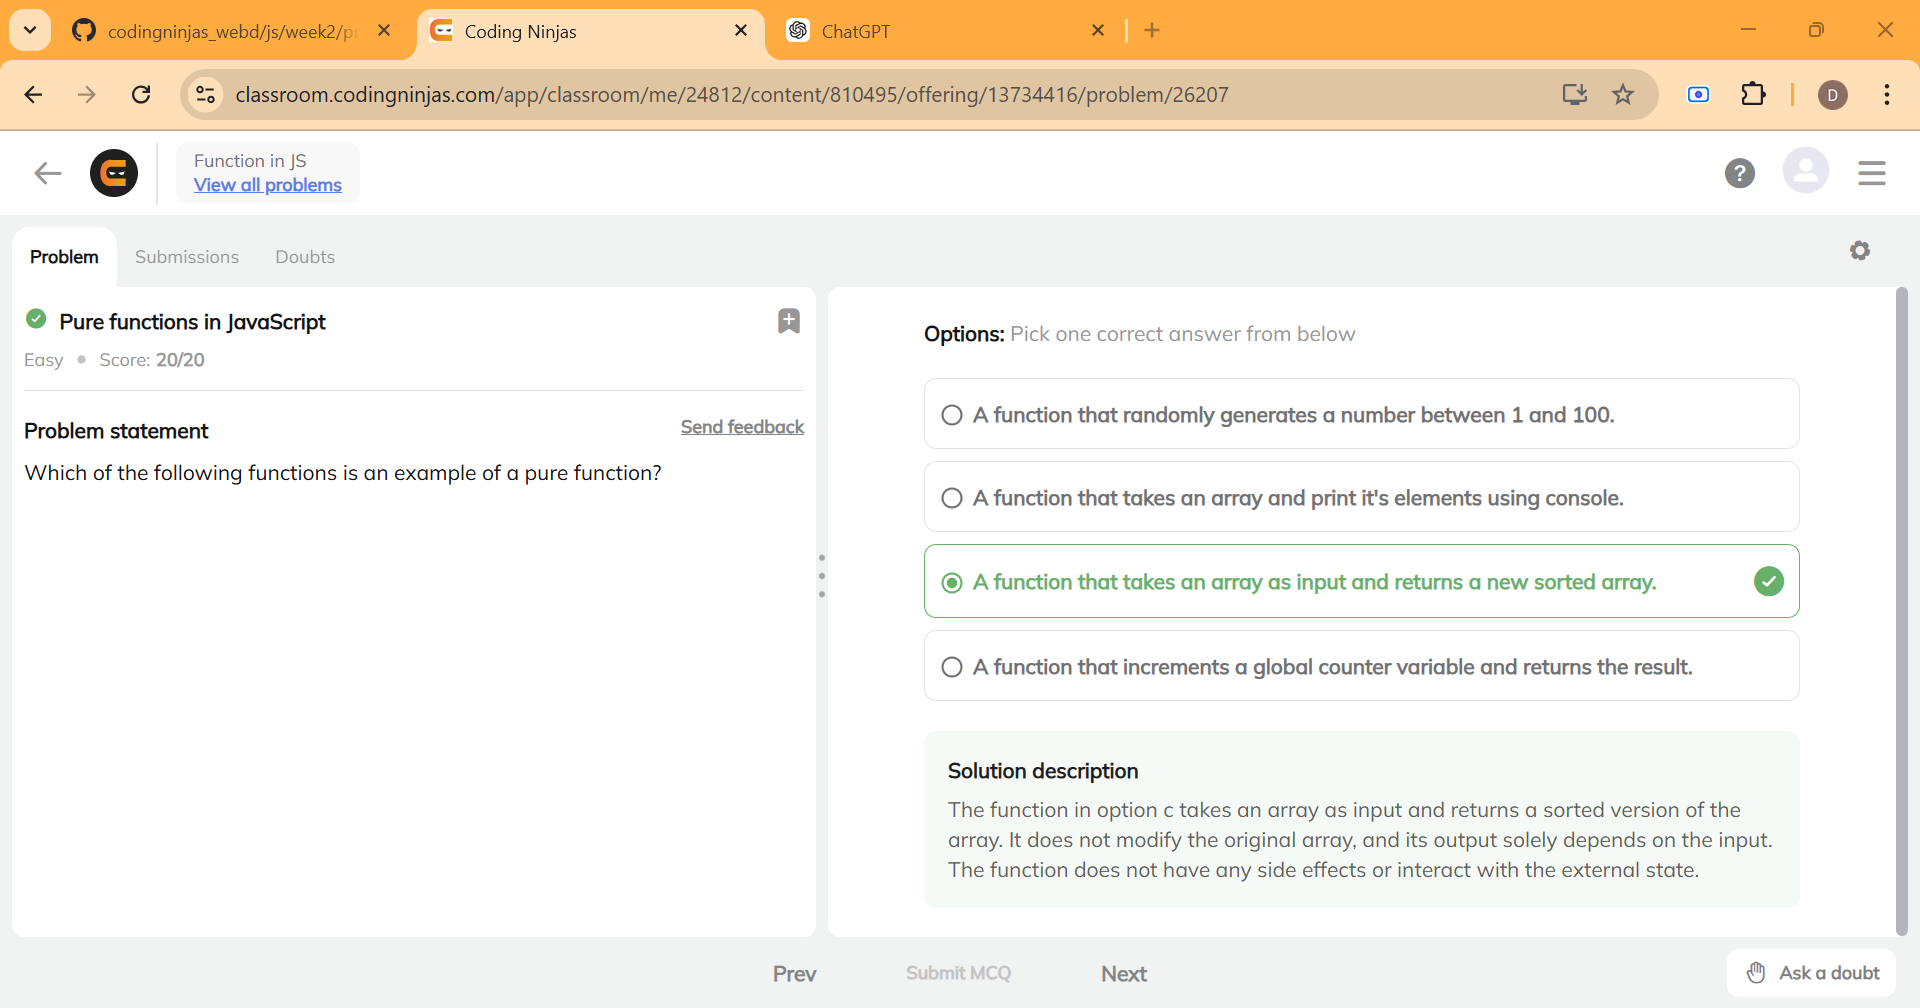 codingninjas_webd/js/week2/p
Coding Ninjas
ChatGPT
classroom.codingninjas.com/app/classroom/me/24812/content/810495/offering/13734416/problem/26207
D
Function in JS
View all problems
?
Problem
Submissions
Doubts
Pure functions in JavaScript
Easy • Score: 20/20
Problem statement
Send feedback
Which of the following functions is an example of a pure function?
Options: Pick one correct answer from below
A function that randomly generates a number between 1 and 100.
A function that takes an array and print it's elements using console.
A function that takes an array as input and returns a new sorted array.
A function that increments a global counter variable and returns the result.
Solution description
The function in option c takes an array as input and returns a sorted version of the
array. It does not modify the original array, and its output solely depends on the input.
The function does not have any side effects or interact with the external state.
Prev
Submit MCQ
Next
Ask a doubt